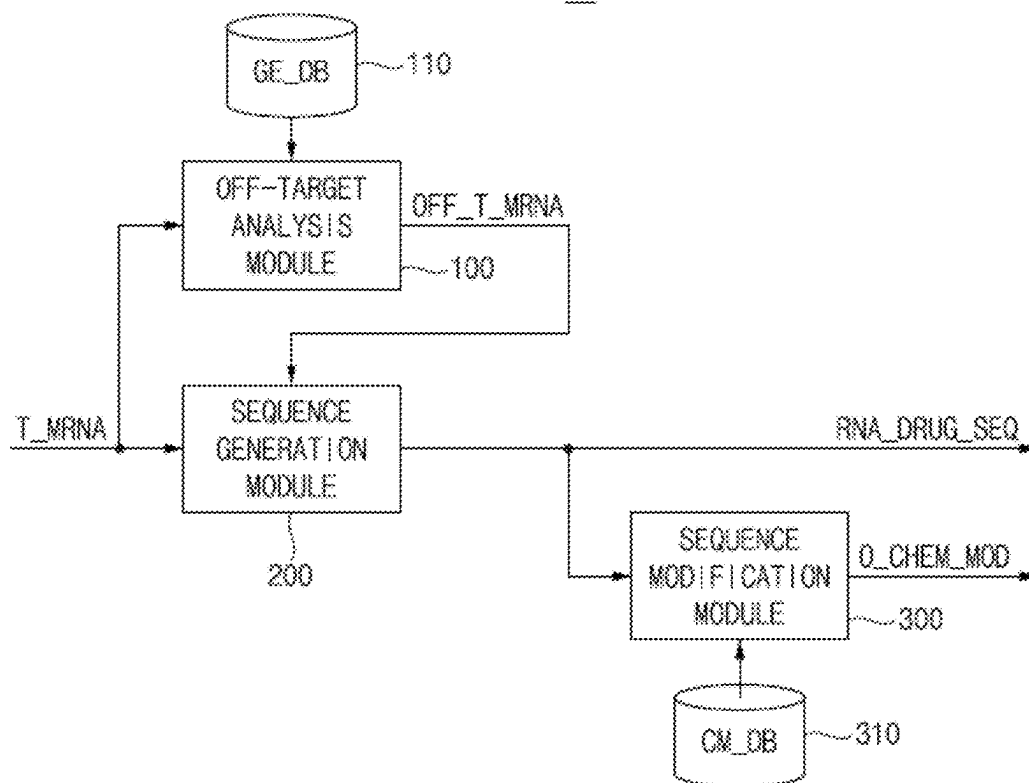 GE_DB
110
OFF-TARGET
ANALYSIS
MODULE
OFF_T_MRNA
100
T_MRNA
SEQUENCE
GENERATION
MODULE
RNA_DRUG_SEQ
200
SEQUENCE
MODIFICATION
MODULE
O_CHEM_MOD
300
CM_DB
310